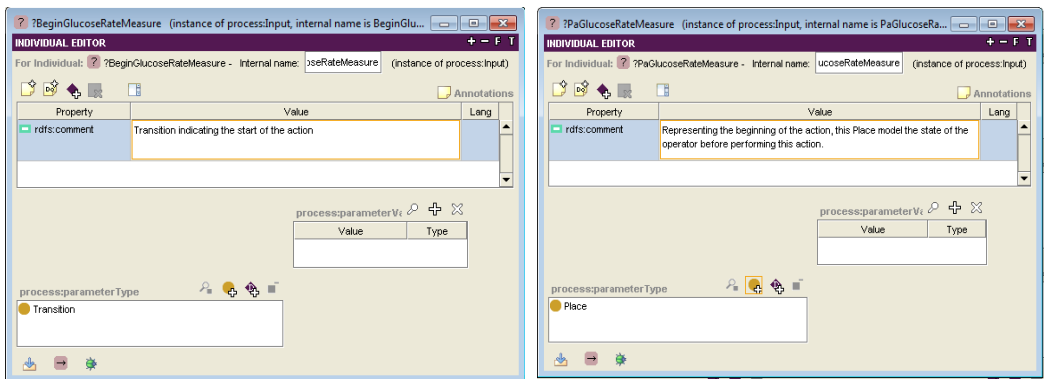 ?BeginGlucoseRateMeasure (instance of process:Input, internal name is BeginGlu...
INDIVIDUAL EDITOR
+ − F T
For Individual: ? ?BeginGlucoseRateMeasure - Internal name: oseRateMeasure (instance of process:Input)
Annotations
Property Value Lang
rdfs:comment Transition indicating the start of the action
process:parameterVa
Value Type
process:parameterType
Transition
? ?PaGlucoseRateMeasure (instance of process:Input, internal name is PaGlucoseRa...
INDIVIDUAL EDITOR
+ − F T
For Individual: ? ?PaGlucoseRateMeasure - Internal name: ucoseRateMeasure (instance of process:Input)
Annotations
Property Value Lang
rdfs:comment Representing the beginning of the action, this Place model the state of the
operator before performing this action.
process:parameterVa
Value Type
process:parameterType
Place